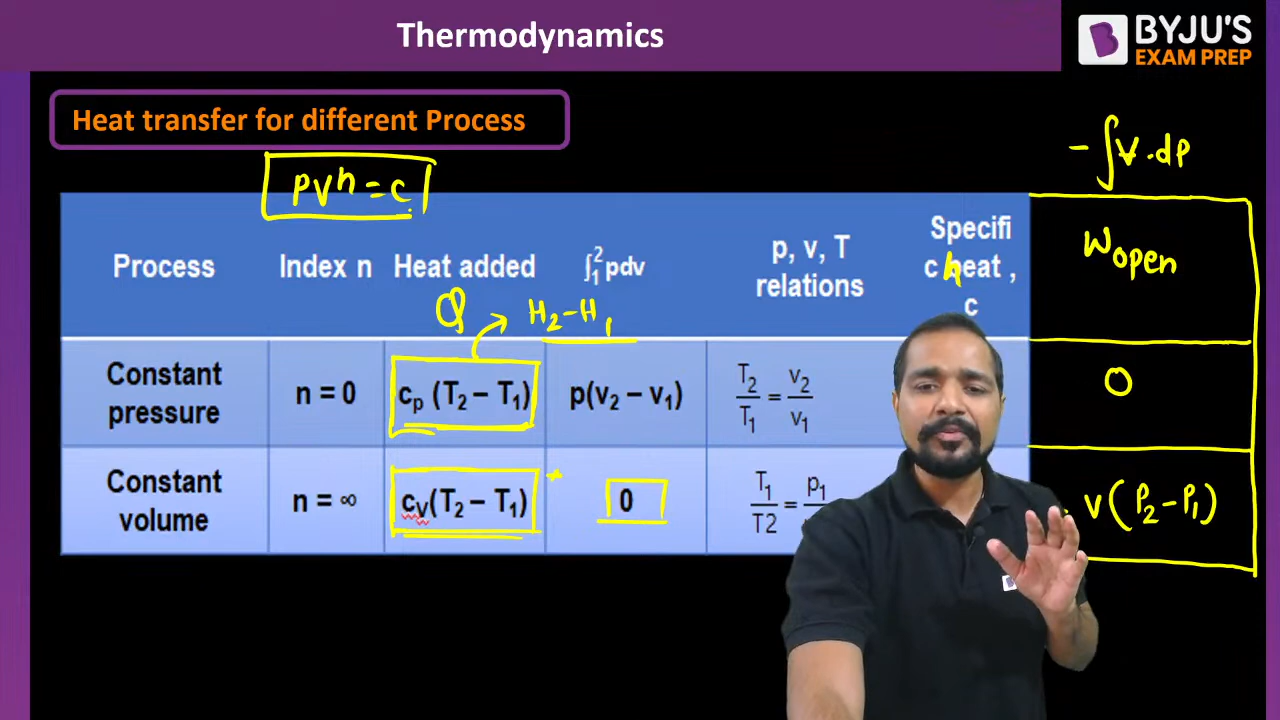 Thermodynamics
BYJU'S
EXAM PREP
Heat transfer for different Process
pvⁿ = c
- ∫v.dp
Process
Index n
Heat added
∫₁² pdv
p, v, T
relations
Specifi
c heat ,
c
Wopen
Q
H₂-H₁
Constant
pressure
n = 0
cₚ (T₂ – T₁)
p(v₂ – v₁)
T₂/T₁ = v₂/v₁
0
Constant
volume
n = ∞
cᵥ(T₂ – T₁)
0
T₁/T2 = p₁
v(P₂-P₁)